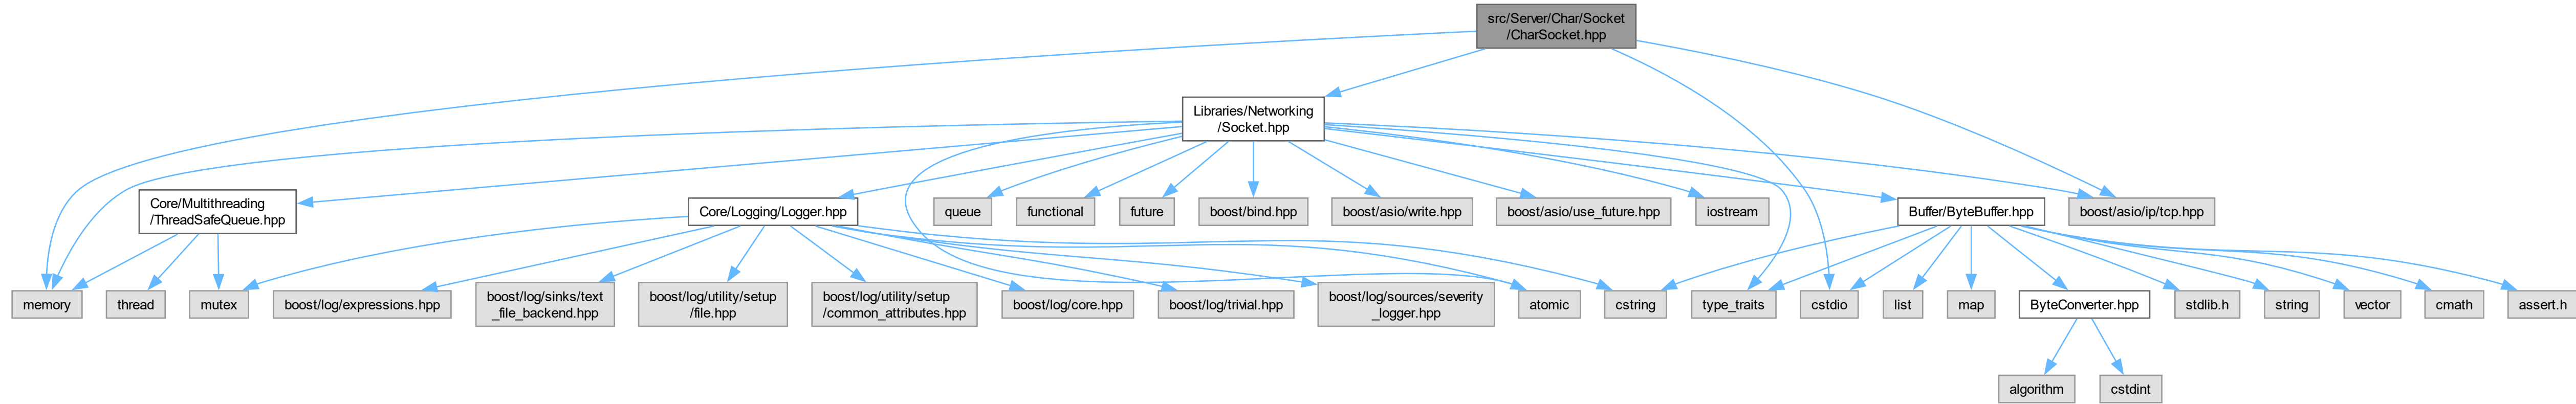 src/Server/Char/Socket
/CharSocket.hpp
Libraries/Networking
/Socket.hpp
Core/Multithreading
/ThreadSafeQueue.hpp
Core/Logging/Logger.hpp
queue
functional
future
boost/bind.hpp
boost/asio/write.hpp
boost/asio/use_future.hpp
iostream
Buffer/ByteBuffer.hpp
boost/asio/ip/tcp.hpp
memory
thread
mutex
boost/log/expressions.hpp
boost/log/sinks/text
_file_backend.hpp
boost/log/utility/setup
/file.hpp
boost/log/utility/setup
/common_attributes.hpp
boost/log/core.hpp
boost/log/trivial.hpp
boost/log/sources/severity
_logger.hpp
atomic
cstring
type_traits
cstdio
list
map
ByteConverter.hpp
stdlib.h
string
vector
cmath
assert.h
algorithm
cstdint